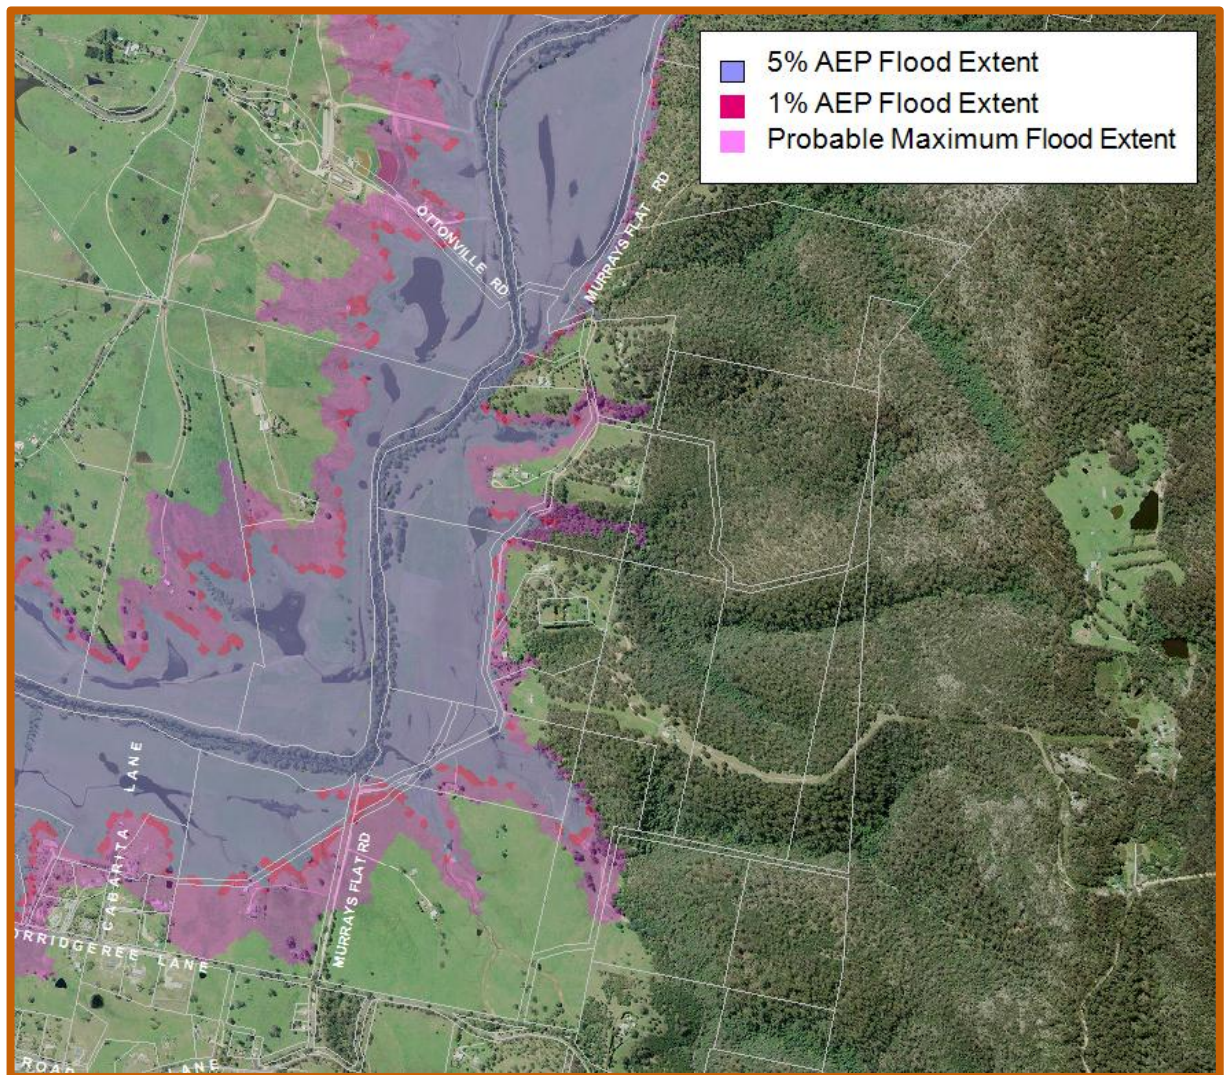 5% AEP Flood Extent
1% AEP Flood Extent
Probable Maximum Flood Extent
MURRAYS FLAT RD
OTTONVILLE RD
CABARITA LANE
MURRAYS FLAT RD
ORRIDGEREE LANE
ROAD LANE